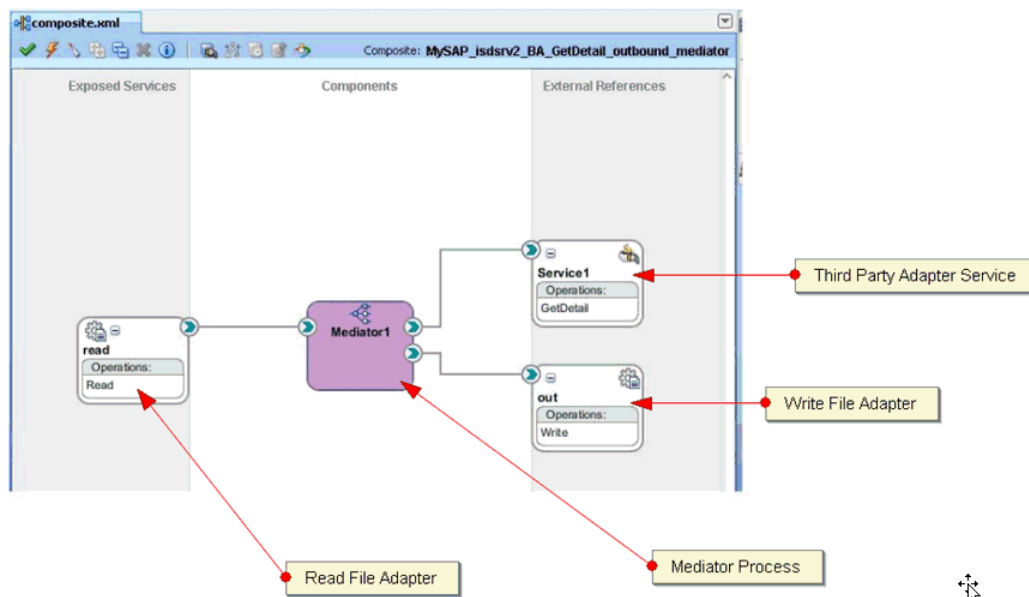 composite.xml
Composite: MySAP_isdsrv2_BA_GetDetail_outbound_mediator
Exposed Services
Components
External References
Service1
Operations:
GetDetail
Third Party Adapter Service
Mediator1
read
Operations:
Read
out
Operations:
Write
Write File Adapter
Mediator Process
Read File Adapter